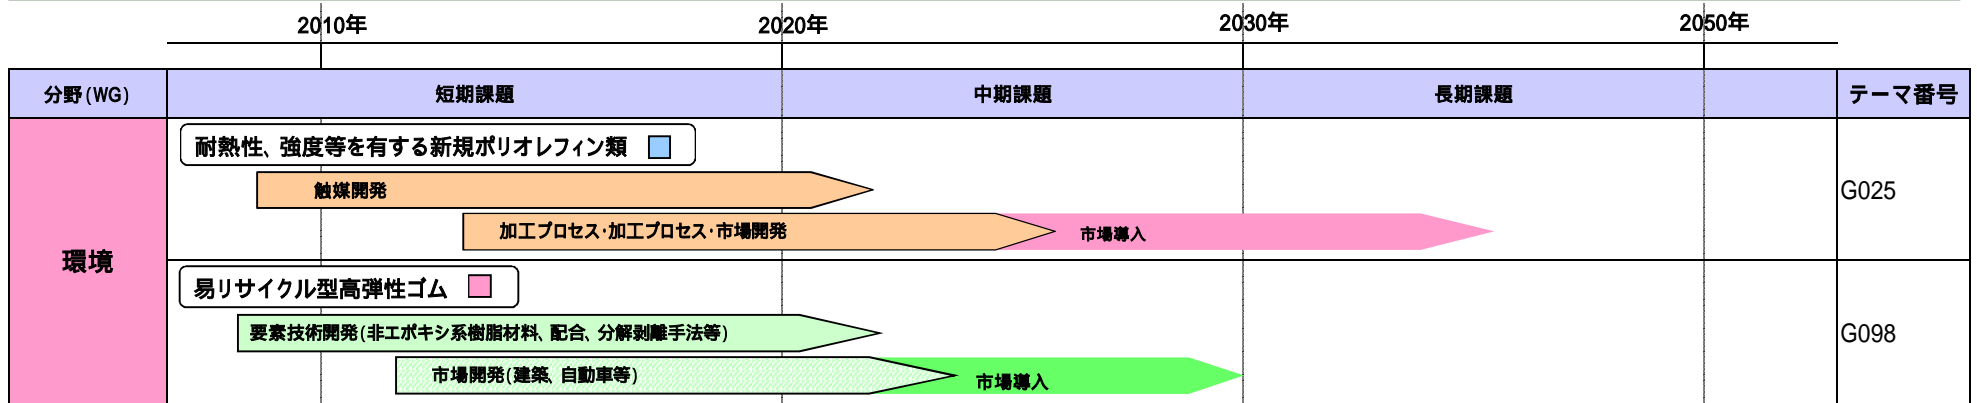 2010年 2020年 2030年 2050年
分野(WG) 短期課題 中期課題 長期課題 テーマ番号
耐熱性、強度等を有する新規ポリオレフィン類
触媒開発
G025
加工プロセス・加工プロセス・市場開発 市場導入
環境
易リサイクル型高弾性ゴム
要素技術開発(非エポキシ系樹脂材料、配合、分解剥離手法等)
G098
市場開発(建築、自動車等) 市場導入